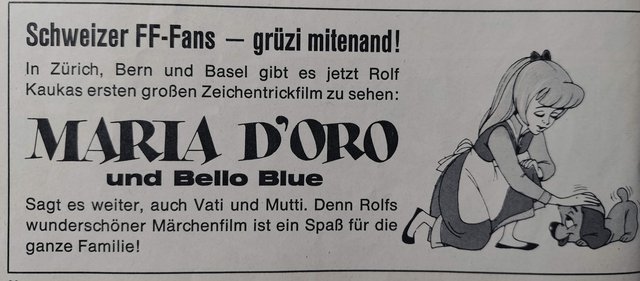 Schweizer FF-Fans — grüzi mitenand!
In Zürich, Bern und Basel gibt es jetzt Rolf
Kaukas ersten großen Zeichentrickfilm zu sehen:
MARIA D'ORO
und Bello Blue
Sagt es weiter, auch Vati und Mutti. Denn Rolfs
wunderschöner Märchenfilm ist ein Spaß für die
ganze Familie!